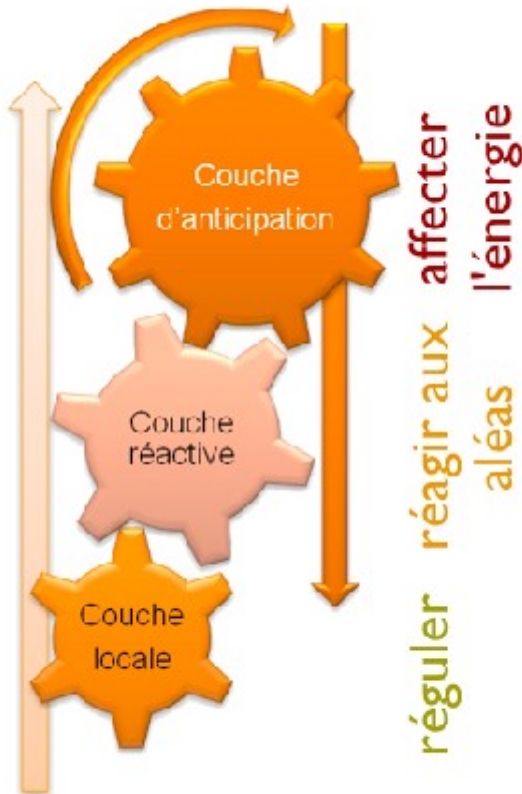 Couche
d'anticipation
affecter
l'énergie
Couche
réactive
réagir aux
aléas
Couche
locale
réguler